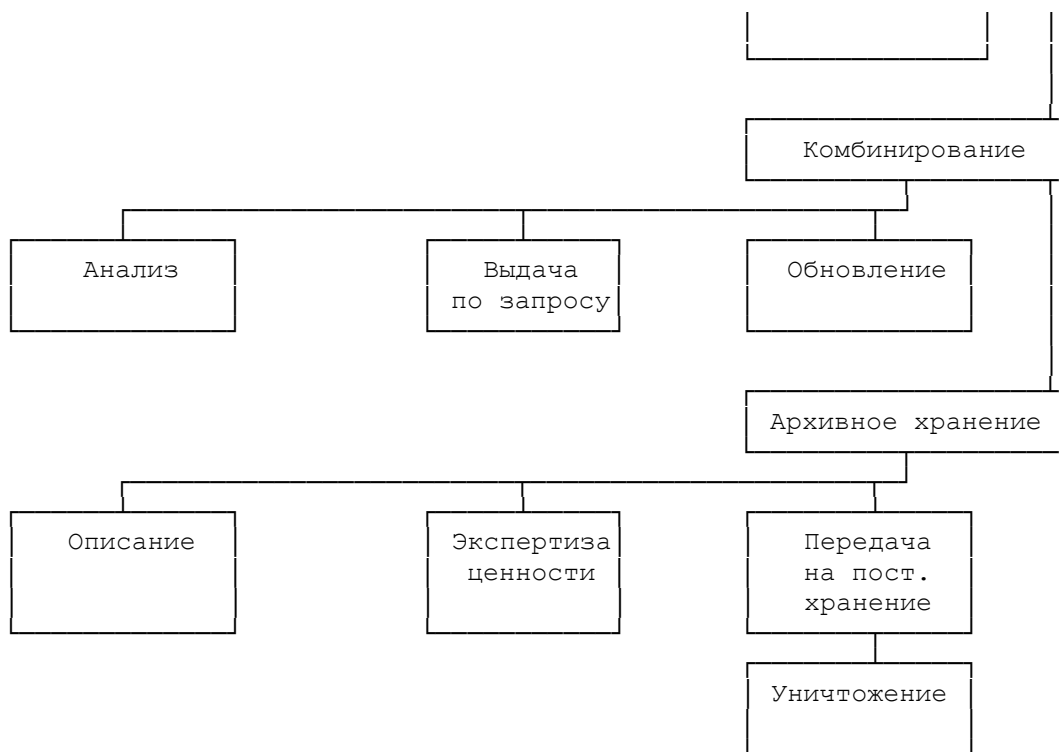 Комбинирование
Анализ
Выдача
по запросу
Обновление
Архивное хранение
Описание
Экспертиза
ценности
Передача
на пост.
хранение
Уничтожение